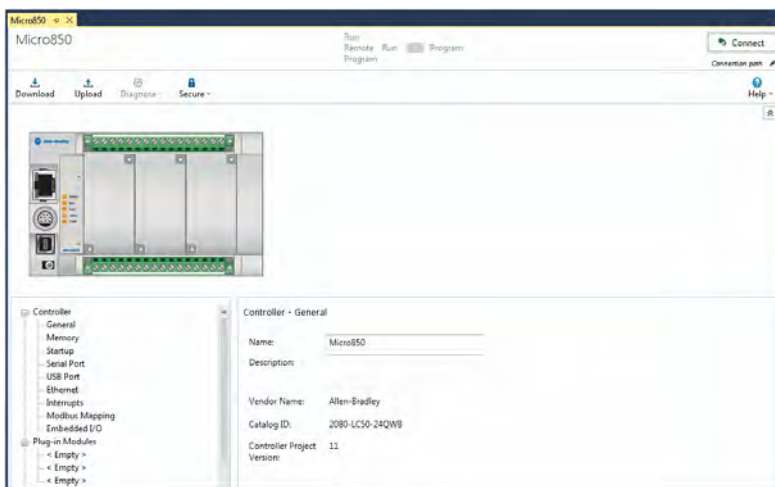 Micro850
Micro850
Run
Remote Run Program
Program
Connect
Connection path
Download Upload Diagnose Secure
Help
Allen-Bradley
Controller
General
Memory
Startup
Serial Port
USB Port
Ethernet
Interrupts
Modbus Mapping
Embedded I/O
Plug-in Modules
< Empty >
< Empty >
< Empty >
Controller - General
Name: Micro850
Description:
Vendor Name: Allen-Bradley
Catalog ID: 2080-LC50-24QWB
Controller Project
Version: 11